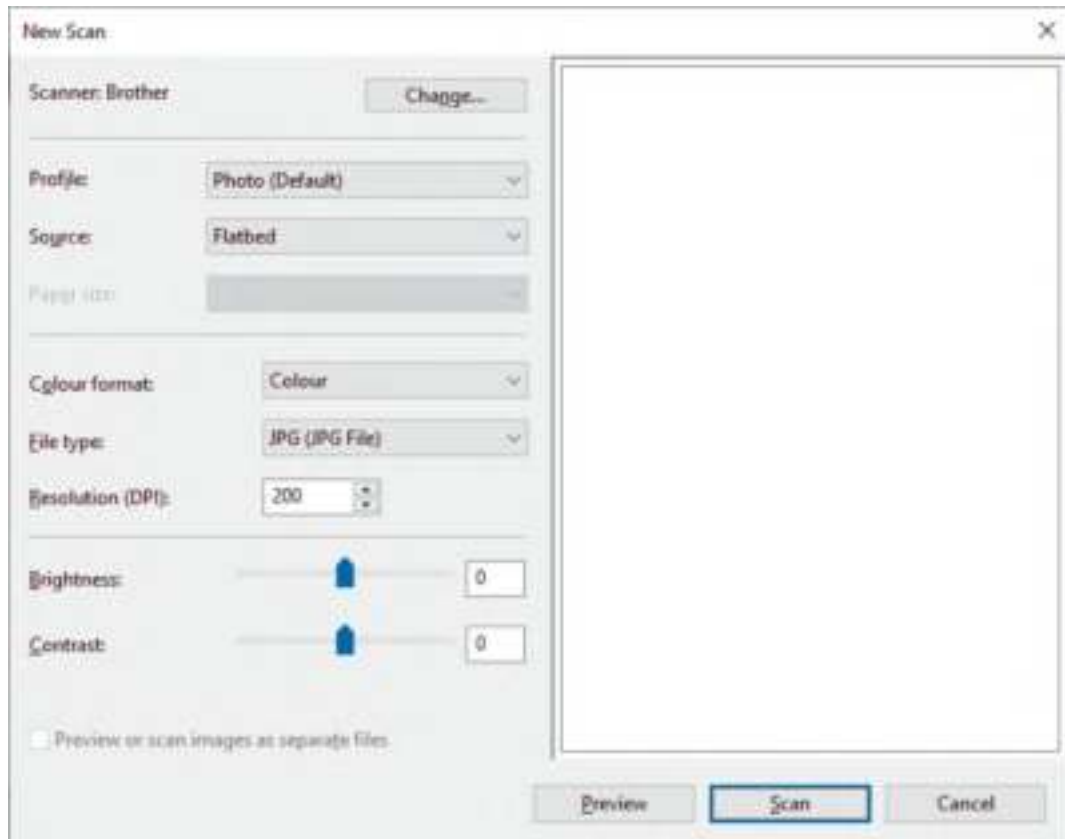 New Scan
Scanner: Brother
Change...
Profile:
Photo (Default)
Source:
Flatbed
Paper size:
Colour format:
Colour
File type:
JPG (JPG File)
Resolution (DPI):
200
Brightness:
0
Contrast:
0
Preview or scan images as separate files
Preview
Scan
Cancel